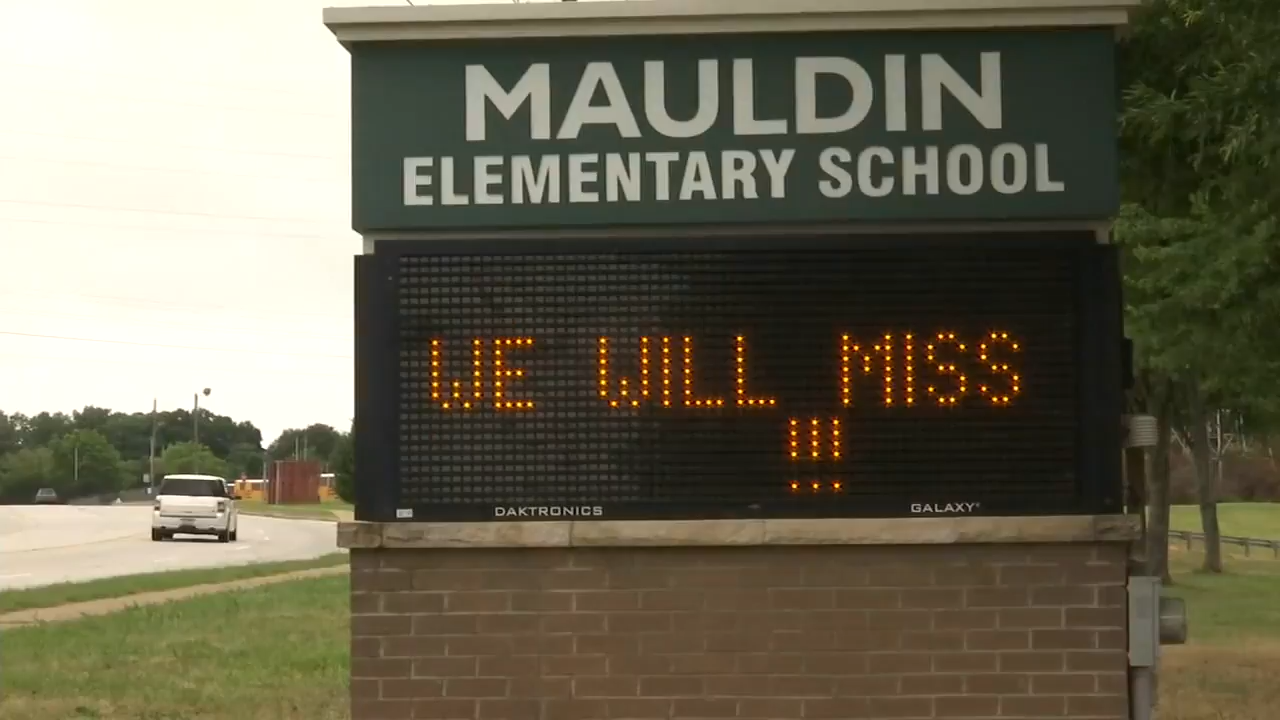 MAULDIN
ELEMENTARY SCHOOL
WE WILL MISS
!!!
DAKTRONICS GALAXY®